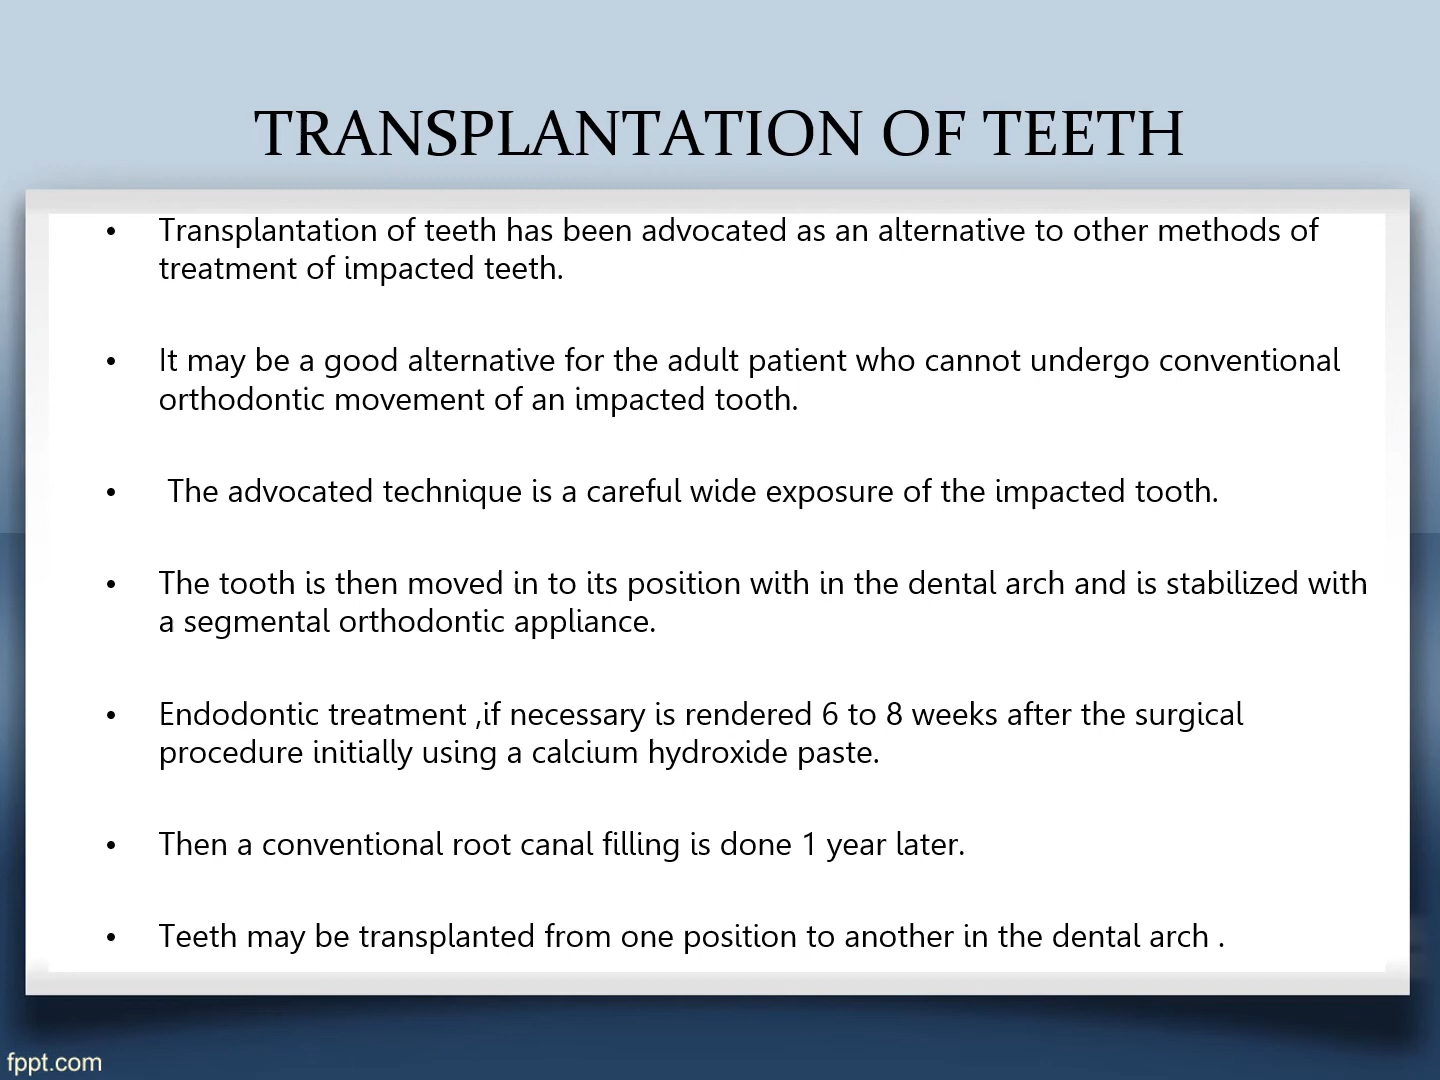 TRANSPLANTATION OF TEETH
• Transplantation of teeth has been advocated as an alternative to other methods of
treatment of impacted teeth.
• It may be a good alternative for the adult patient who cannot undergo conventional
orthodontic movement of an impacted tooth.
• The advocated technique is a careful wide exposure of the impacted tooth.
• The tooth is then moved in to its position with in the dental arch and is stabilized with
a segmental orthodontic appliance.
• Endodontic treatment ,if necessary is rendered 6 to 8 weeks after the surgical
procedure initially using a calcium hydroxide paste.
• Then a conventional root canal filling is done 1 year later.
• Teeth may be transplanted from one position to another in the dental arch .
fppt.com